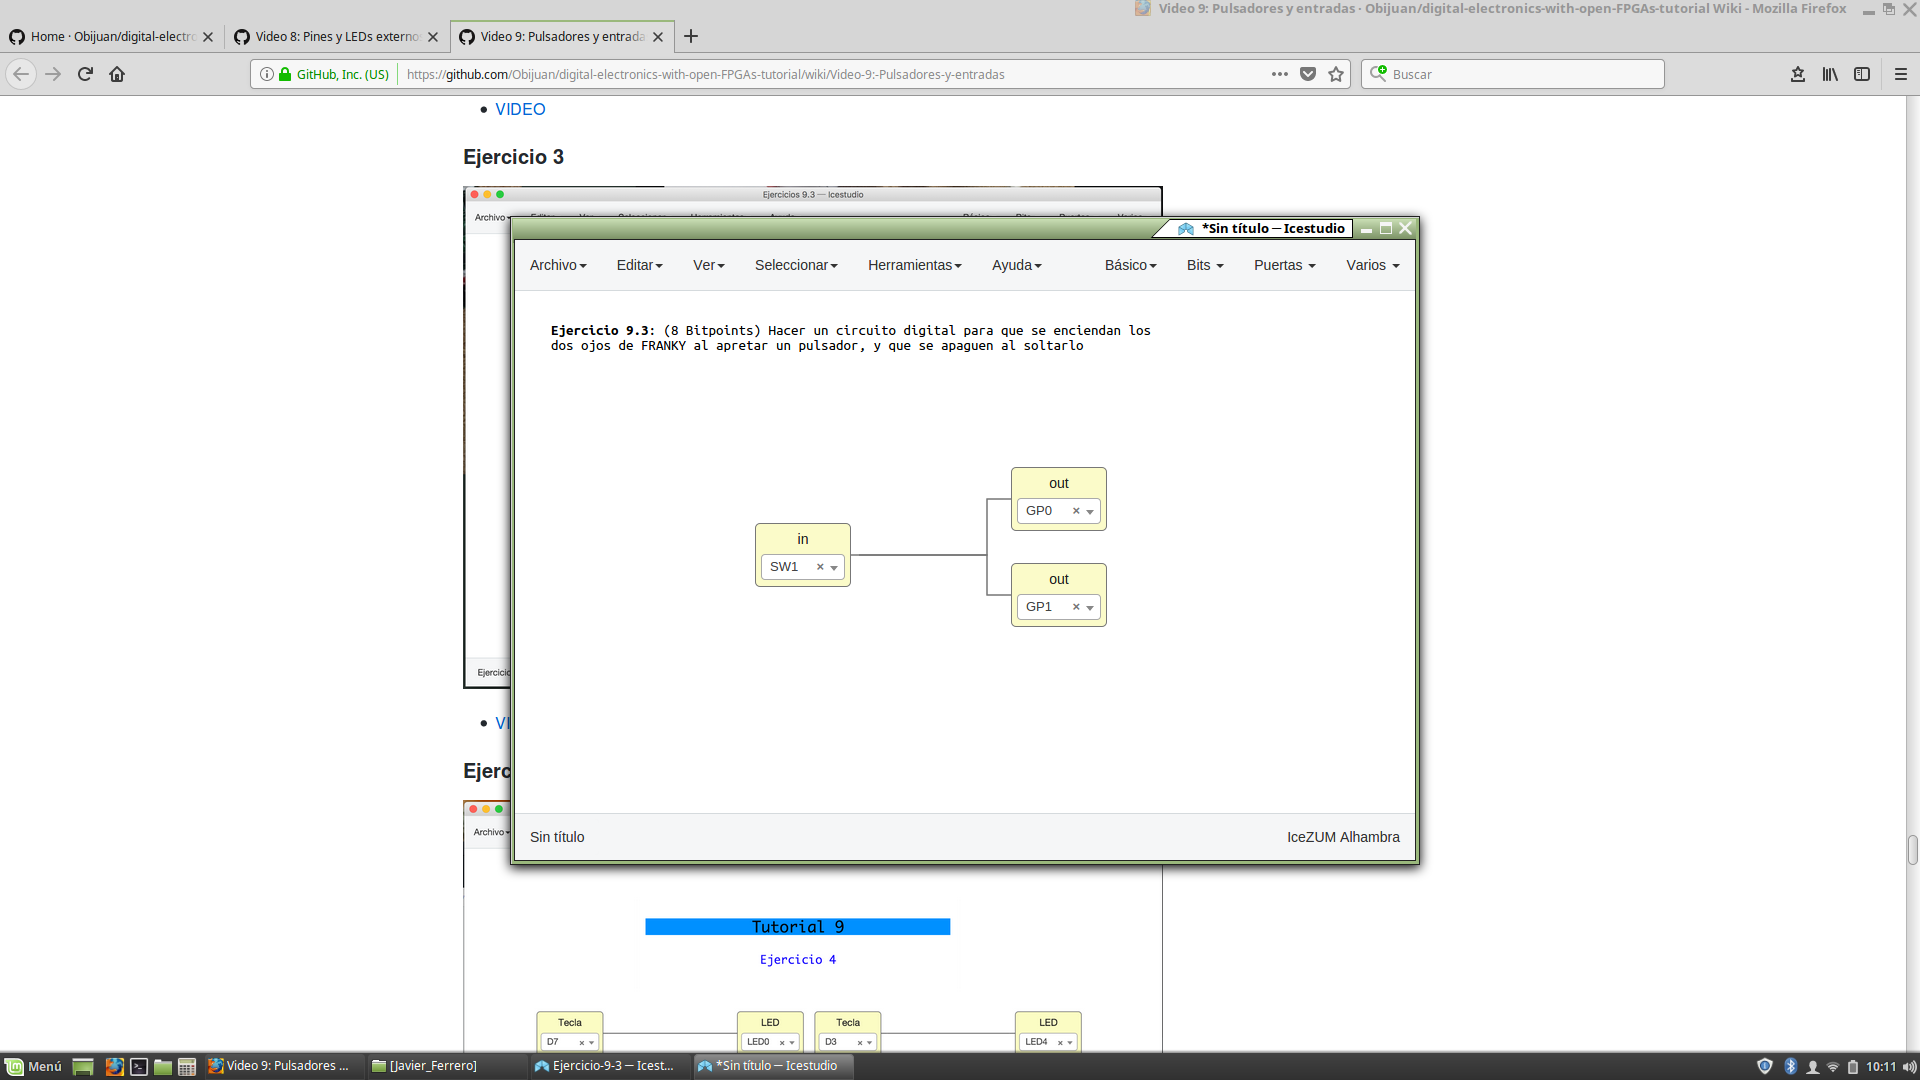 Video 9: Pulsadores y entradas · Obijuan/digital-electronics-with-open-FPGAs-tutorial Wiki - Mozilla Firefox
Home · Obijuan/digital-electro
Video 8: Pines y LEDs externo
Video 9: Pulsadores y entrada
GitHub, Inc. (US)
https://github.com/Obijuan/digital-electronics-with-open-FPGAs-tutorial/wiki/Video-9:-Pulsadores-y-entradas
Buscar
VIDEO
Ejercicio 3
Ejercicios 9.3 — Icestudio
Archivo
*Sin título — Icestudio
Archivo Editar Ver Seleccionar Herramientas Ayuda Básico Bits Puertas Varios
Ejercicio 9.3: (8 Bitpoints) Hacer un circuito digital para que se enciendan los
dos ojos de FRANKY al apretar un pulsador, y que se apaguen al soltarlo
out
GP0
in
SW1
out
GP1
Ejercicio
VI
Ejerc
Archivo
Sin título
IceZUM Alhambra
Tutorial 9
Ejercicio 4
Tecla LED Tecla LED
D7 LED0 D3 LED4
Menú
Video 9: Pulsadores ...
[Javier_Ferrero]
Ejercicio-9-3 — Icest...
*Sin título — Icestudio
10:11